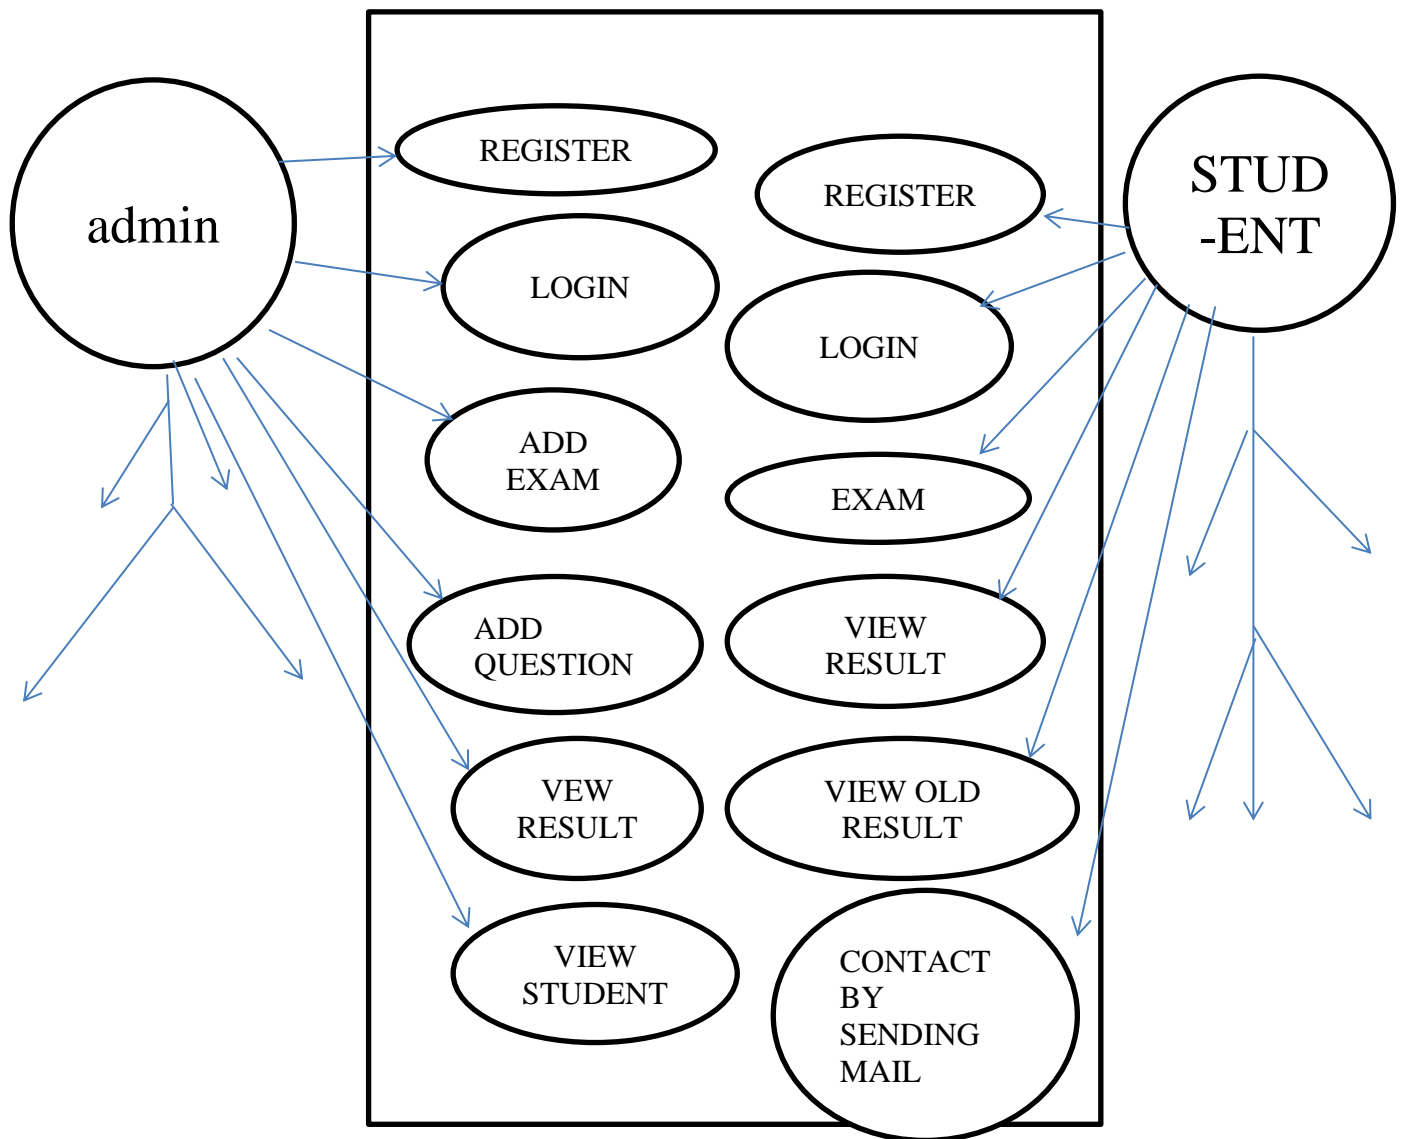 admin
REGISTER
LOGIN
ADD
EXAM
ADD
QUESTION
VEW
RESULT
VIEW
STUDENT
REGISTER
LOGIN
EXAM
VIEW
RESULT
VIEW OLD
RESULT
CONTACT
BY
SENDING
MAIL
STUD
-ENT